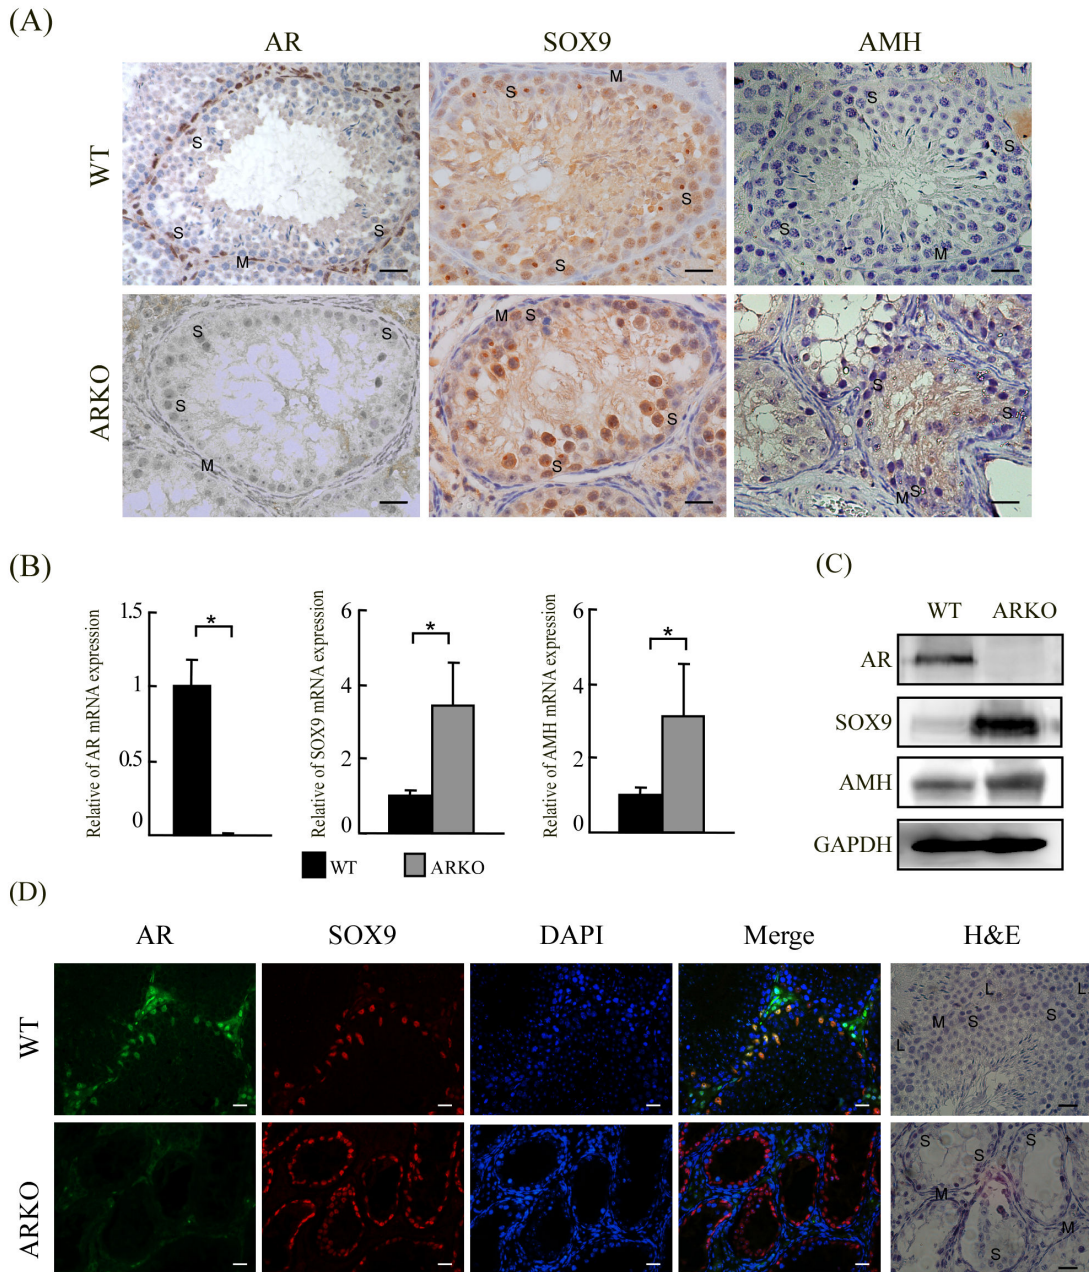 (A)
AR SOX9 AMH
WT
S S S M
M S S S
S S S M
ARKO
S S S M
M S S S
S S M S
(B)
Relative of AR mRNA expression
1.5
1
0.5
0
*
Relative of SOX9 mRNA expression
6
4
2
0
*
Relative of AMH mRNA expression
6
4
2
0
*
WT ARKO
(C)
WT ARKO
AR
SOX9
AMH
GAPDH
(D)
AR SOX9 DAPI Merge H&E
WT
L L
M S S
L
ARKO
S S
S
M
M
S